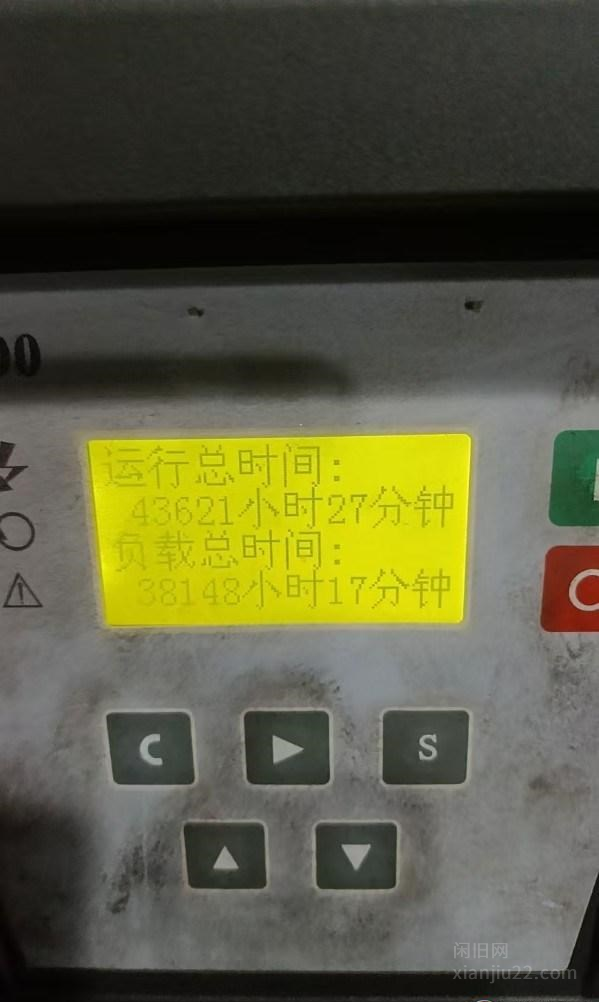 00
运行总时间:
43621小时27分钟
负载总时间:
38148小时17分钟
C
S
闲旧网
xianjiu22.com